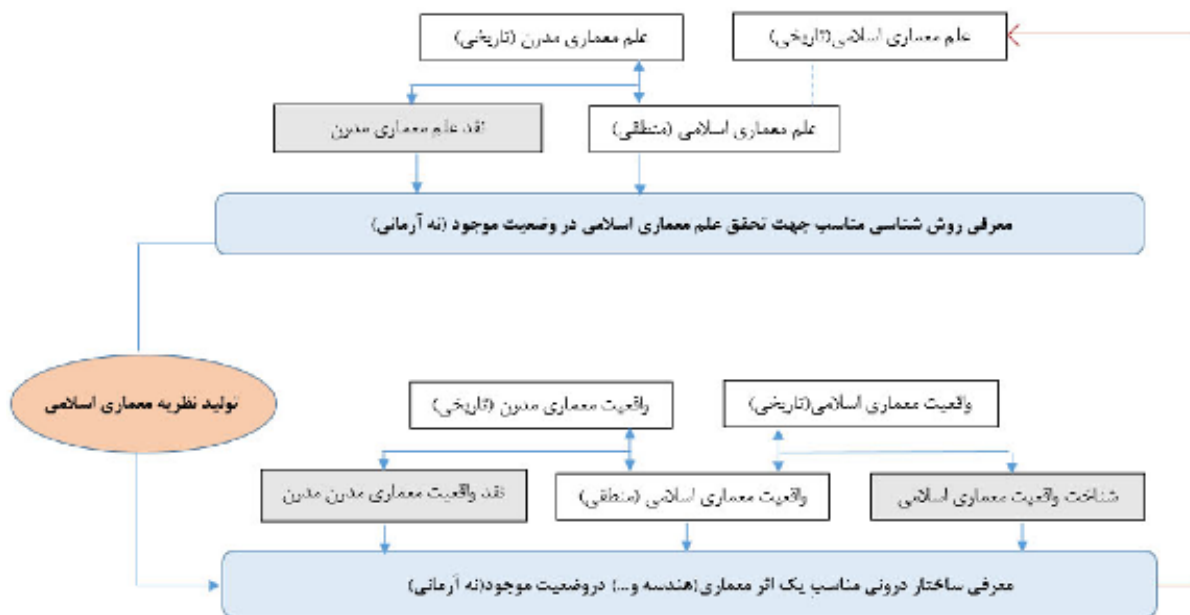 علم معماری اسلامی(تاریخی)
علم معماری مدرن (تاریخی)
علم معماری اسلامی (منطقی)
نقد علم معماری مدرن
معرفی روش شناسی مناسب جهت تحقق علم معماری اسلامی در وضعیت موجود (نه آرمانی)
تولید نظریه معماری اسلامی
واقعیت معماری اسلامی(تاریخی)
واقعیت معماری مدرن (تاریخی)
شناخت واقعیت معماری اسلامی
واقعیت معماری اسلامی (منطقی)
نقد واقعیت معماری مدرن مدرن
معرفی ساختار درونی مناسب یک اثر معماری(هندسه و...) دروضعیت موجود(نه آرمانی)